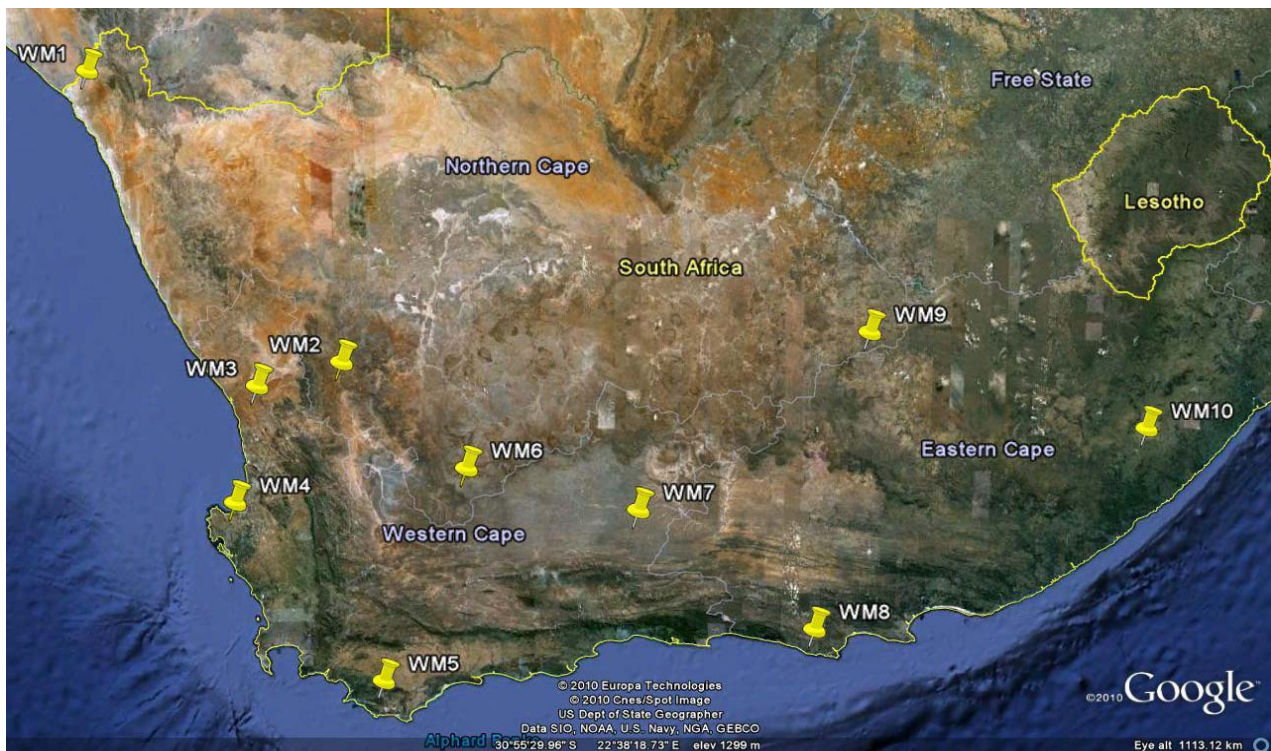 WM1
Free State
Northern Cape
Lesotho
South Africa
WM9
WM2
WM3
WM10
Eastern Cape
WM6
WM4
WM7
Western Cape
WM8
WM5
© 2010 Europa Technologies
© 2010 Cnes/Spot Image
US Dept of State Geographer
Data SIO, NOAA, U.S. Navy, NGA, GEBCO
©2010 Google™
30°55'29.96" S 22°38'18.73" E elev 1299 m
Eye alt 1113.12 km